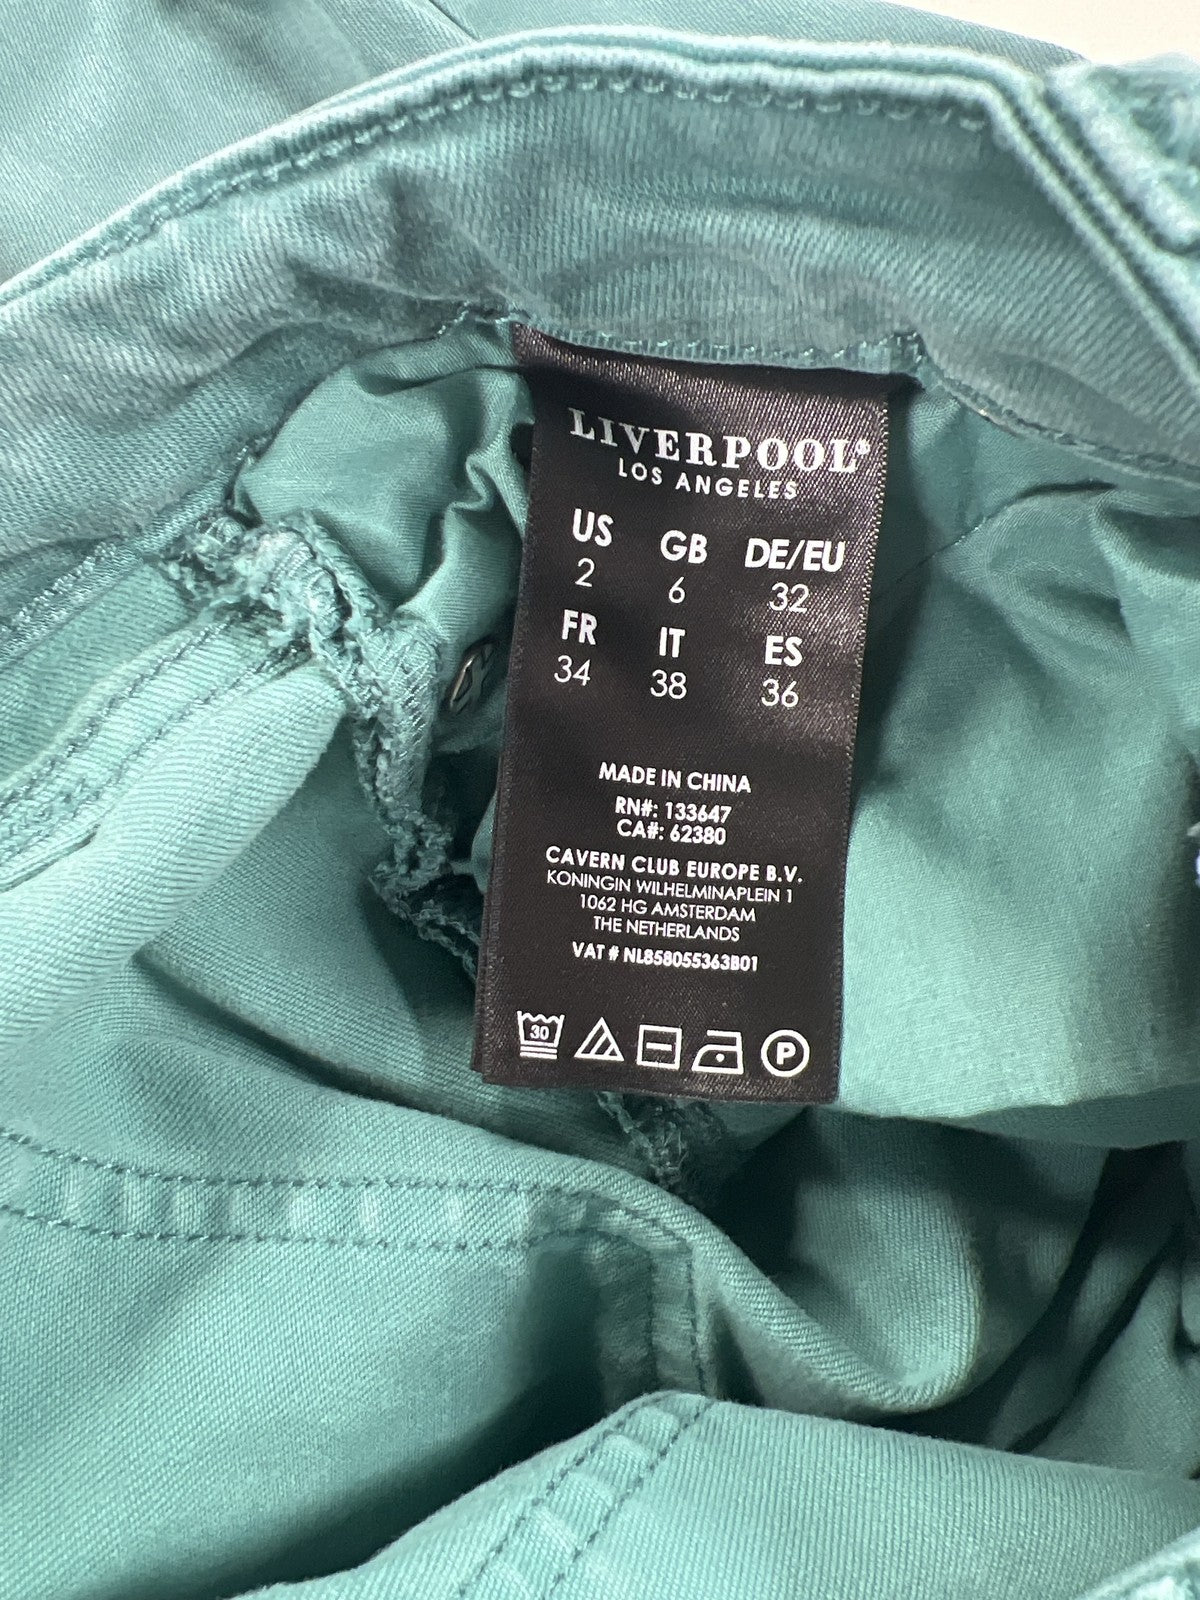 LIVERPOOL®
LOS ANGELES
US GB DE/EU
2 6 32
FR IT ES
34 38 36
MADE IN CHINA
RN#: 133647
CA#: 62380
CAVERN CLUB EUROPE B.V.
KONINGIN WILHELMINAPLEIN 1
1062 HG AMSTERDAM
THE NETHERLANDS
VAT # NL858055363B01
30 P